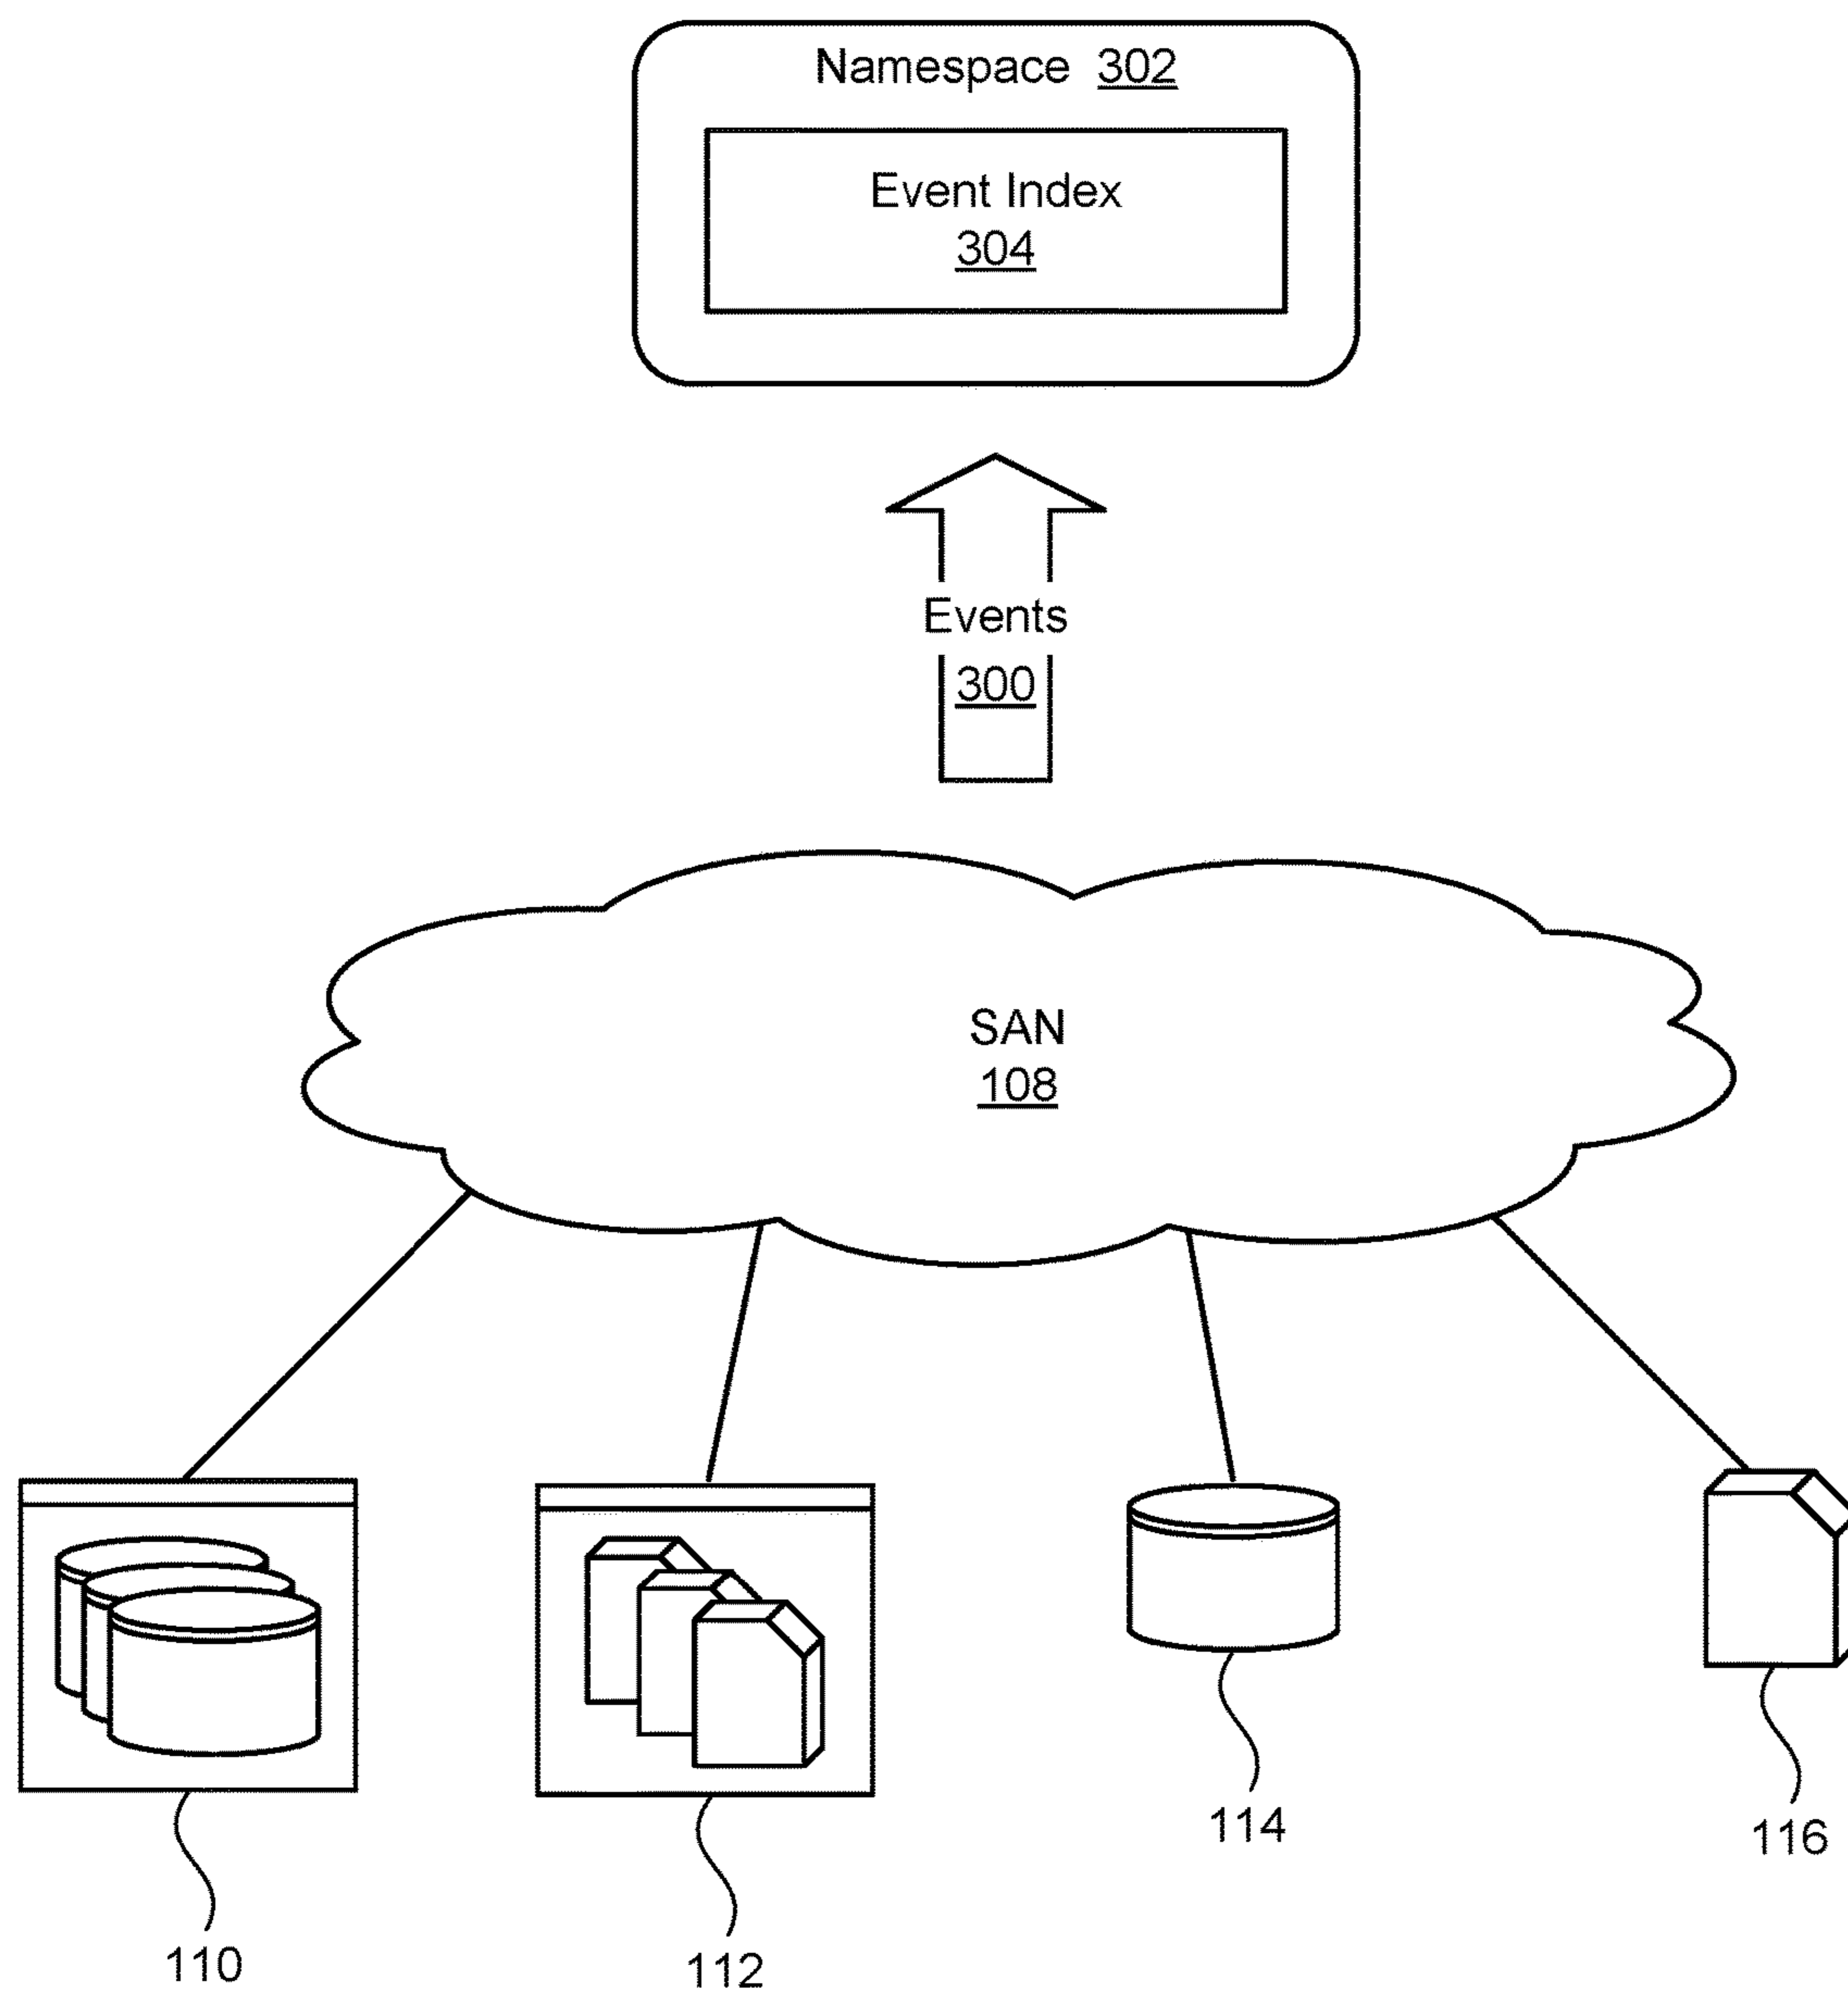 Namespace 302
Event Index
304
Events
300
SAN
108
110
112
114
116